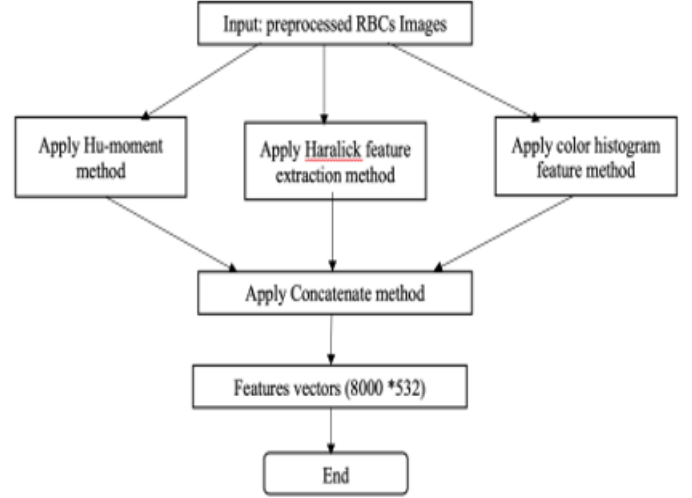 Input: preprocessed RBCs Images
Apply Hu-moment
method
Apply Haralick feature
extraction method
Apply color histogram
feature method
Apply Concatenate method
Features vectors (8000 *532)
End